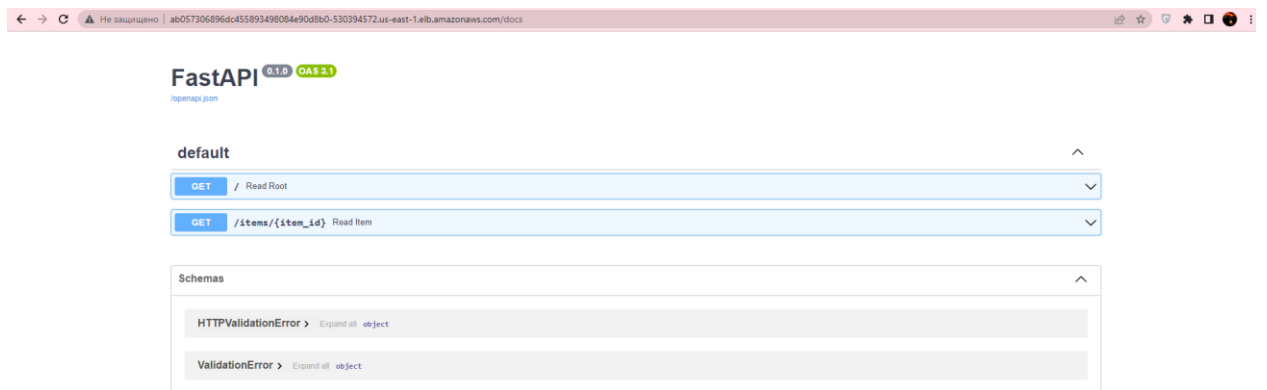 Не защищено ab057306896dc455893498084e90d8b0-530394572.us-east-1.elb.amazonaws.com/docs
FastAPI 0.1.0 OAS 3.1
/openapi.json
default
GET / Read Root
GET /items/{item_id} Read Item
Schemas
HTTPValidationError Expand all object
ValidationError Expand all object